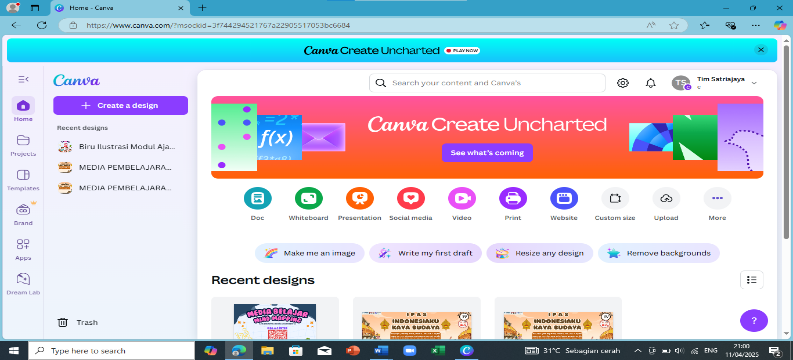 Home - Canva
https://www.canva.com/?msockid=3f744294521767a22905517053bc6684
Canva Create Uncharted PLAY NOW
Canva
Create a design
Home
Projects
Templates
Brand
Apps
Dream Lab
Recent designs
Biru Ilustrasi Modul Aja...
MEDIA PEMBELAJARA...
MEDIA PEMBELAJARA...
Trash
Search your content and Canva's
TS
Tim Satriajaya
Canva Create Uncharted
See what's coming
f(x)
Doc
Whiteboard
Presentation
Social media
Video
Print
Website
Custom size
Upload
More
Make me an image
Write my first draft
Resize any design
Remove backgrounds
Recent designs
MEDIA BELAJAR
IPAS
INDONESIAKU
KAYA BUDAYA
IPAS
INDONESIAKU
KAYA BUDAYA
?
Type here to search
31°C Sebagian cerah
21:00
11/04/2025
2